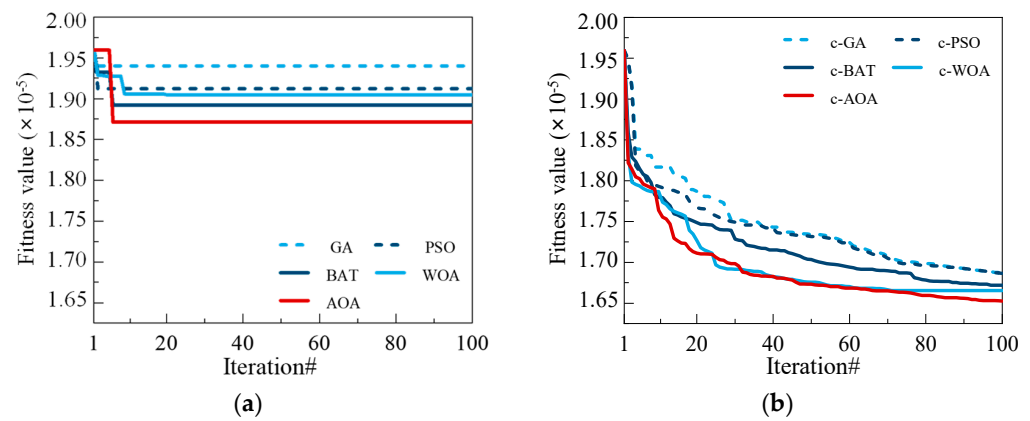 2.00
1.95
1.90
1.85
1.80
1.75
1.70
1.65
Fitness value (×10⁻⁵)
GA PSO
BAT WOA
AOA
1 20 40 60 80 100
Iteration#
(a)
2.00
1.95
1.90
1.85
1.80
1.75
1.70
1.65
Fitness value (×10⁻⁵)
c-GA c-PSO
c-BAT c-WOA
c-AOA
1 20 40 60 80 100
Iteration#
(b)